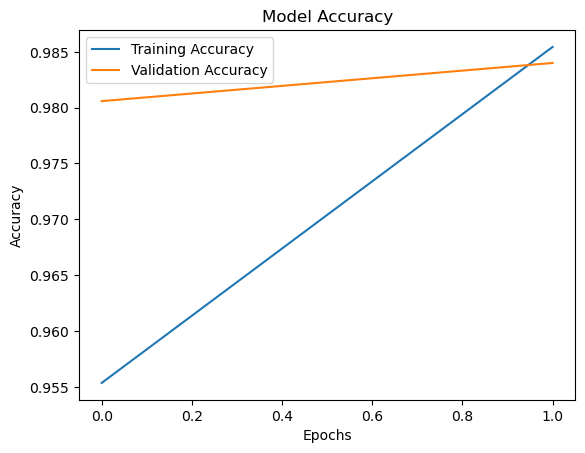 Model Accuracy
Training Accuracy
Validation Accuracy
0.985
0.980
0.975
0.970
0.965
0.960
0.955
Accuracy
0.0 0.2 0.4 0.6 0.8 1.0
Epochs